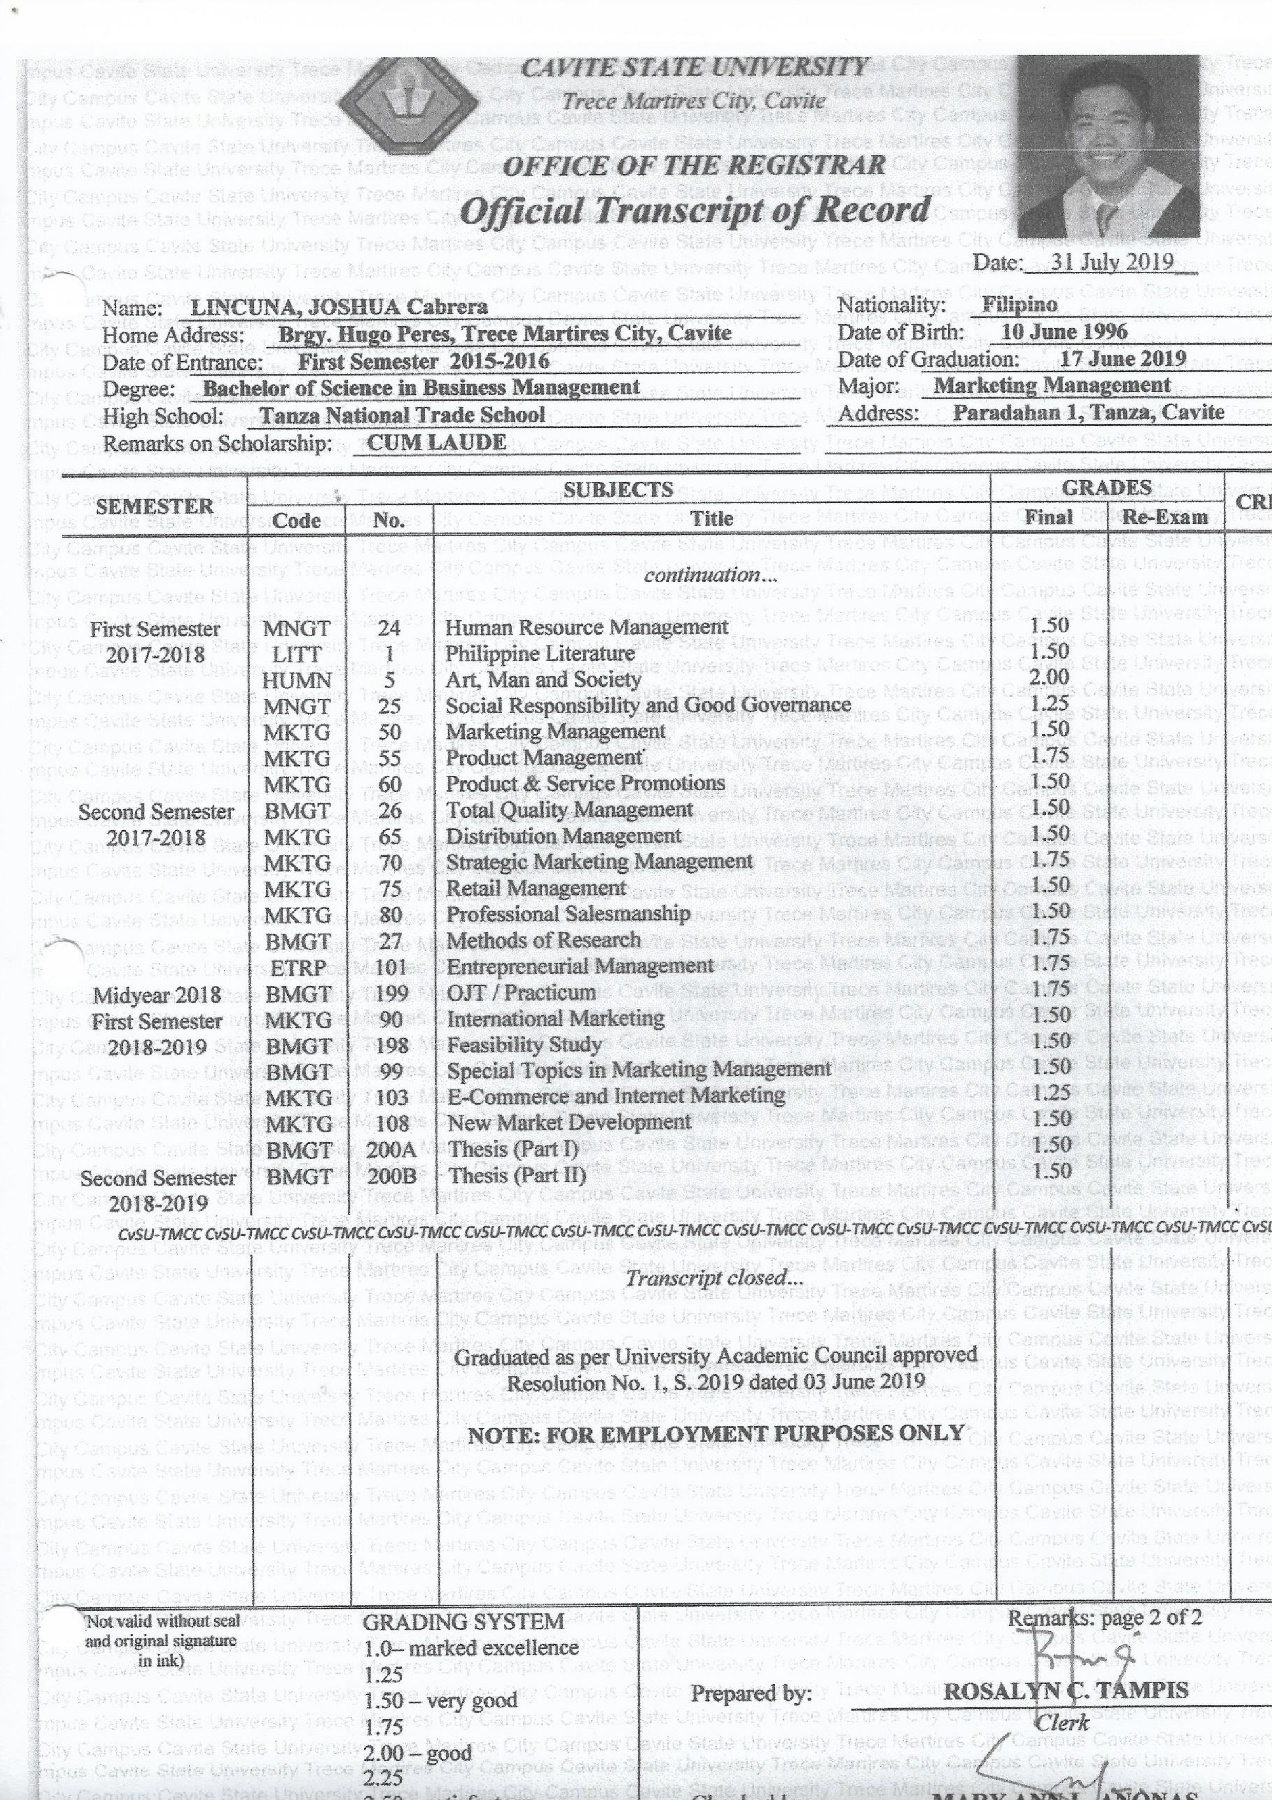 CAVITE STATE UNIVERSITY
Trece Martires City, Cavite
OFFICE OF THE REGISTRAR
Official Transcript of Record
Date: 31 July 2019
Name: LINCUNA, JOSHUA Cabrera Nationality: Filipino
Home Address: Brgy. Hugo Peres, Trece Martires City, Cavite Date of Birth: 10 June 1996
Date of Entrance: First Semester 2015-2016 Date of Graduation: 17 June 2019
Degree: Bachelor of Science in Business Management Major: Marketing Management
High School: Tanza National Trade School Address: Paradahan 1, Tanza, Cavite
Remarks on Scholarship: CUM LAUDE
SEMESTER SUBJECTS GRADES CRE
Code No. Title Final Re-Exam
continuation...
First Semester MNGT 24 Human Resource Management 1.50
2017-2018 LITT 1 Philippine Literature 1.50
HUMN 5 Art, Man and Society 2.00
MNGT 25 Social Responsibility and Good Governance 1.25
MKTG 50 Marketing Management 1.50
MKTG 55 Product Management 1.75
MKTG 60 Product & Service Promotions 1.50
Second Semester BMGT 26 Total Quality Management 1.50
2017-2018 MKTG 65 Distribution Management 1.50
MKTG 70 Strategic Marketing Management 1.75
MKTG 75 Retail Management 1.50
MKTG 80 Professional Salesmanship 1.50
BMGT 27 Methods of Research 1.75
ETRP 101 Entrepreneurial Management 1.75
Midyear 2018 BMGT 199 OJT / Practicum 1.75
First Semester MKTG 90 International Marketing 1.50
2018-2019 BMGT 198 Feasibility Study 1.50
BMGT 99 Special Topics in Marketing Management 1.50
MKTG 103 E-Commerce and Internet Marketing 1.25
MKTG 108 New Market Development 1.50
BMGT 200A Thesis (Part I) 1.50
Second Semester BMGT 200B Thesis (Part II) 1.50
2018-2019
CvSU-TMCC CvSU-TMCC CvSU-TMCC CvSU-TMCC CvSU-TMCC CvSU-TMCC CvSU-TMCC CvSU-TMCC CvSU-TMCC CvSU-TMCC CvSU-TMCC CvSU-TMCC CvSU-TMCC CvSU
Transcript closed...
Graduated as per University Academic Council approved
Resolution No. 1, S. 2019 dated 03 June 2019
NOTE: FOR EMPLOYMENT PURPOSES ONLY
Not valid without seal
and original signature
in ink)
GRADING SYSTEM
1.0– marked excellence
1.25
1.50 – very good
1.75
2.00 – good
2.25
Remarks: page 2 of 2
Prepared by: ROSALYN C. TAMPIS
Clerk
MARY ANN L. ANONAS